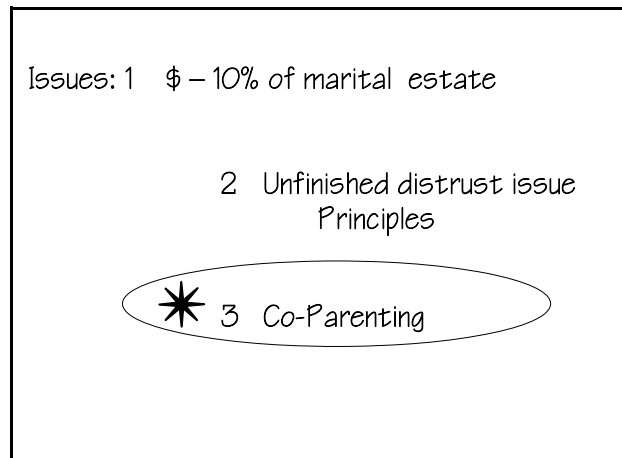 Issues: 1 $ – 10% of marital estate
2 Unfinished distrust issue
Principles
3 Co-Parenting